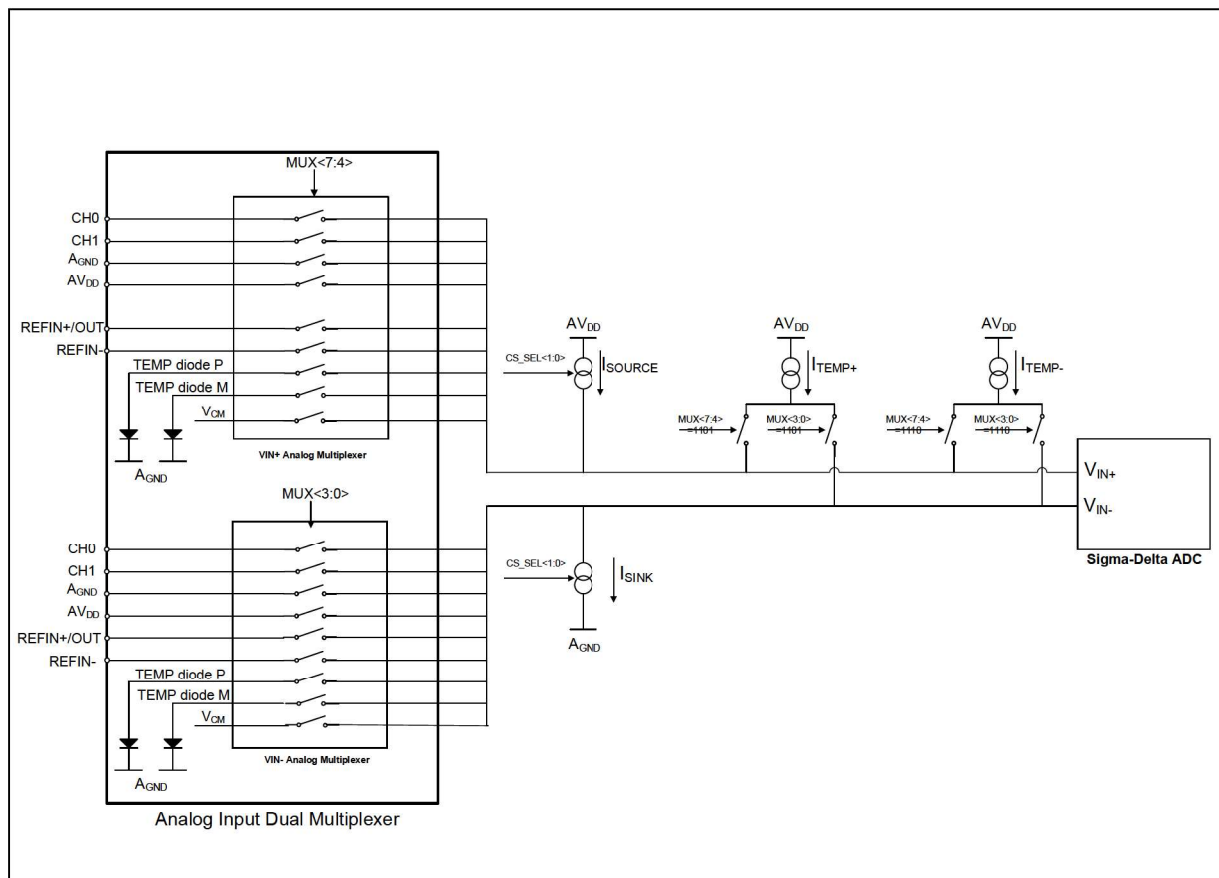 MUX<7:4>
CH0
CH1
AGND
AVDD
REFIN+/OUT
REFIN-
TEMP diode P
TEMP diode M
VCM
AGND
VIN+ Analog Multiplexer
MUX<3:0>
CH0
CH1
AGND
AVDD
REFIN+/OUT
REFIN-
TEMP diode P
TEMP diode M
VCM
AGND
VIN- Analog Multiplexer
Analog Input Dual Multiplexer
AVDD
CS_SEL<1:0>
ISOURCE
CS_SEL<1:0>
ISINK
AGND
AVDD
ITEMP+
MUX<7:4>
=1101
MUX<3:0>
=1101
AVDD
ITEMP-
MUX<7:4>
=1110
MUX<3:0>
=1110
VIN+
VIN-
Sigma-Delta ADC